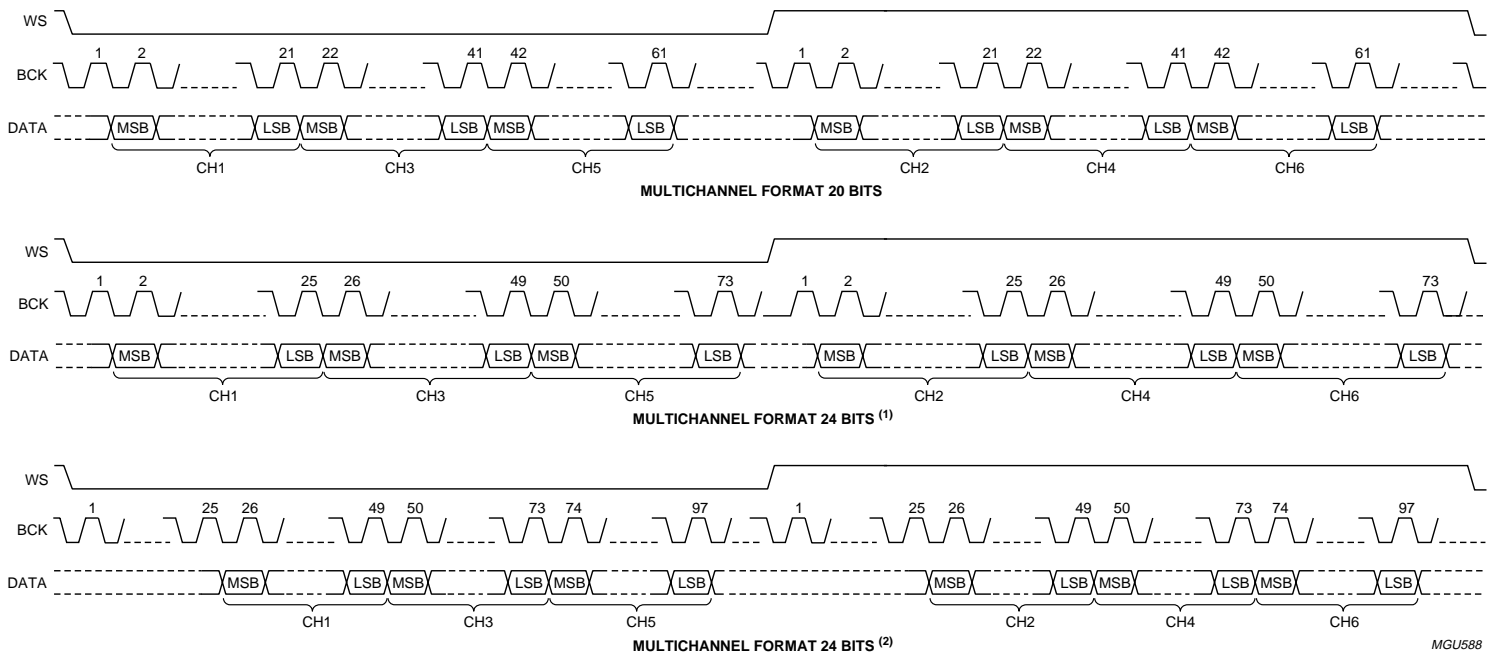 WS
1 2 21 22 41 42 61 1 2 21 22 41 42 61
BCK
DATA MSB LSB MSB LSB MSB LSB MSB LSB MSB LSB MSB LSB
CH1 CH3 CH5 CH2 CH4 CH6
MULTICHANNEL FORMAT 20 BITS
WS
1 2 25 26 49 50 73 1 2 25 26 49 50 73
BCK
DATA MSB LSB MSB LSB MSB LSB MSB LSB MSB LSB MSB LSB
CH1 CH3 CH5 CH2 CH4 CH6
MULTICHANNEL FORMAT 24 BITS (1)
WS
1 25 26 49 50 73 74 97 1 25 26 49 50 73 74 97
BCK
DATA MSB LSB MSB LSB MSB LSB MSB LSB MSB LSB MSB LSB
CH1 CH3 CH5 CH2 CH4 CH6
MULTICHANNEL FORMAT 24 BITS (2)
MGU588